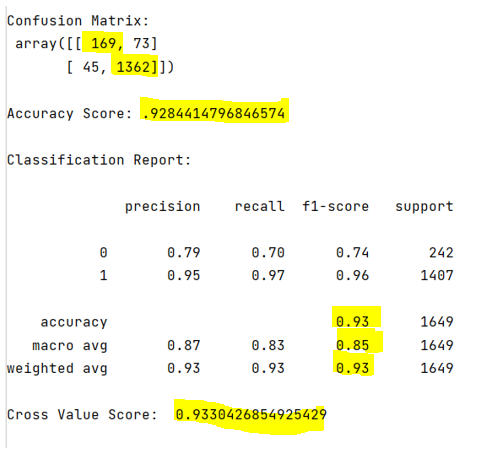 Confusion Matrix:
array([[ 169, 73]
[ 45, 1362]])
Accuracy Score: .9284414796846574
Classification Report:
precision recall f1-score support
0 0.79 0.70 0.74 242
1 0.95 0.97 0.96 1407
accuracy 0.93 1649
macro avg 0.87 0.83 0.85 1649
weighted avg 0.93 0.93 0.93 1649
Cross Value Score: 0.9330426854925429